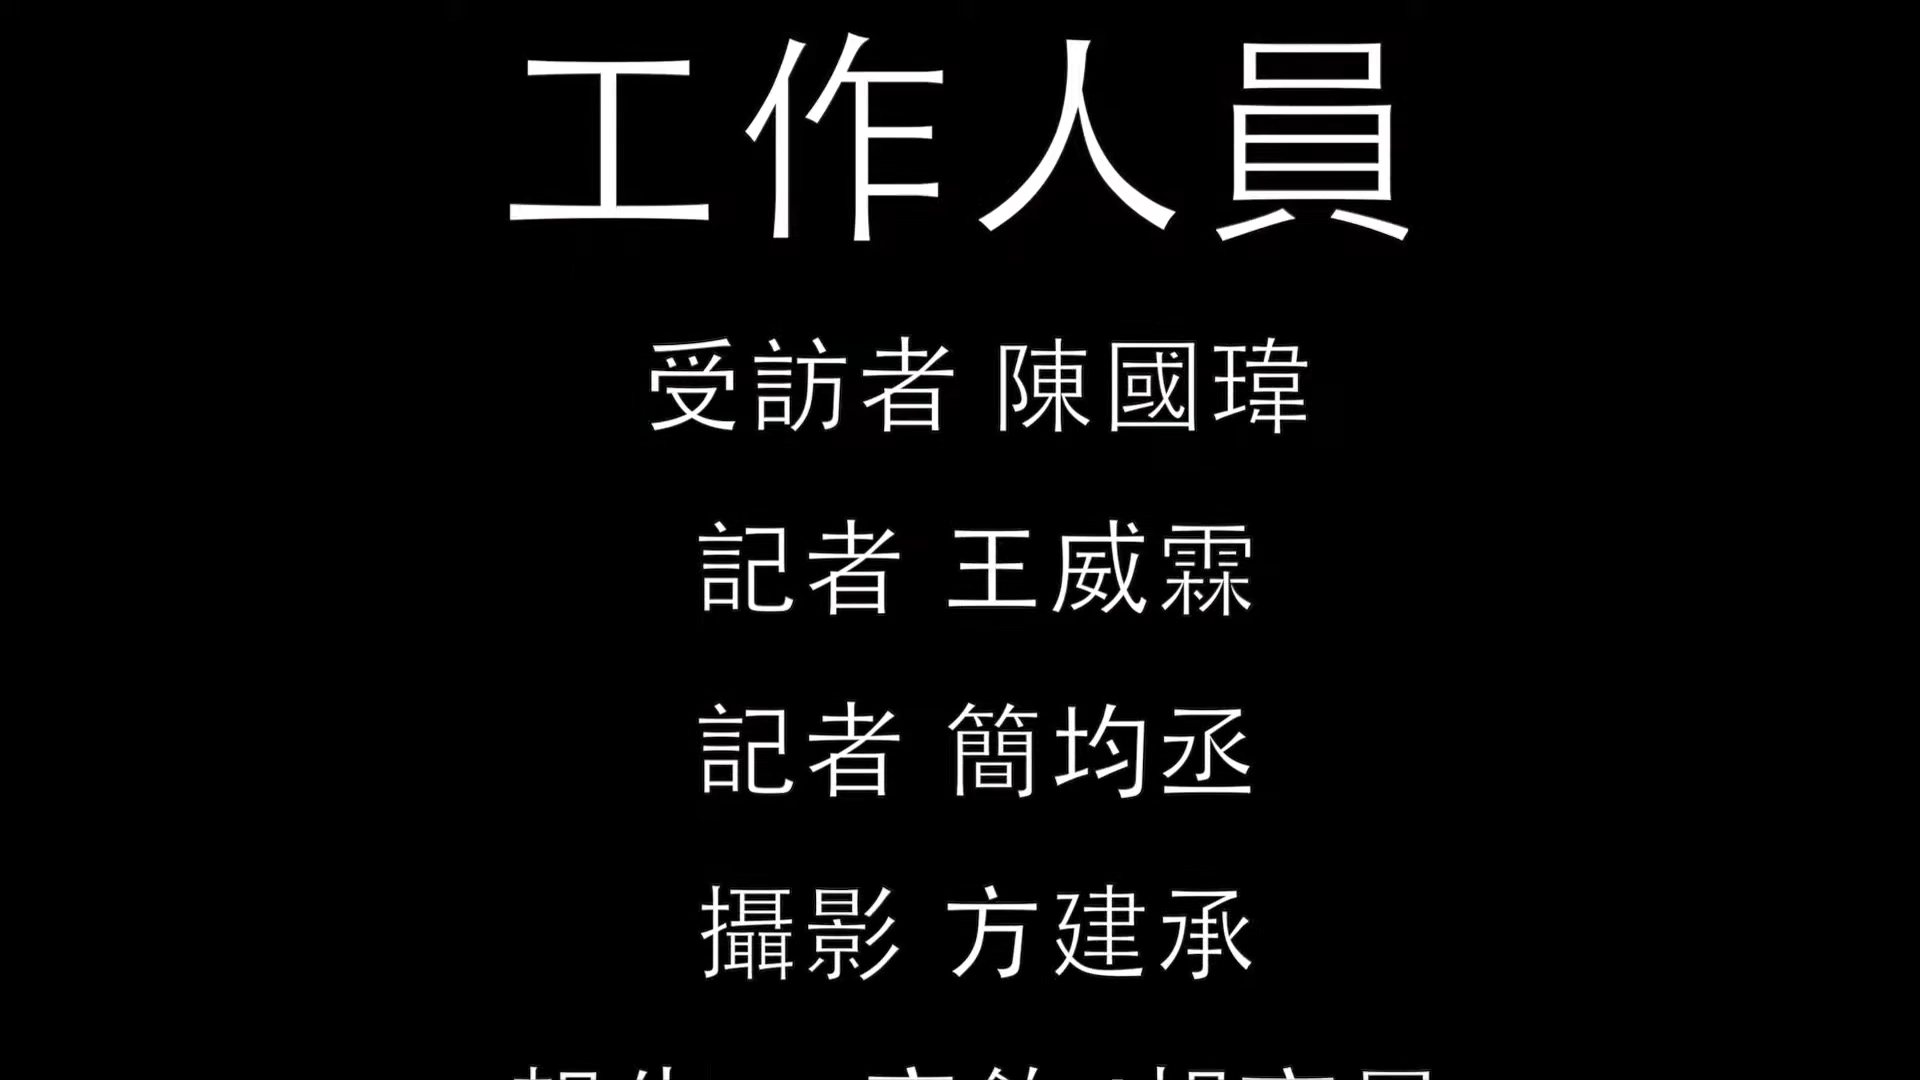 工作人員
受訪者 陳國瑋
記者 王威霖
記者 簡均丞
攝影 方建承